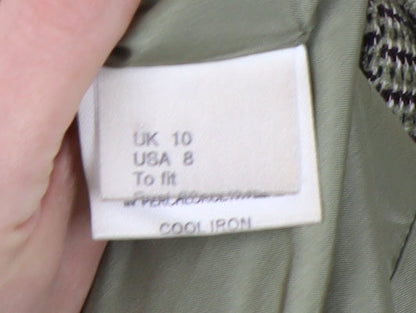 UK 10
USA 8
To fit
COOL IRON